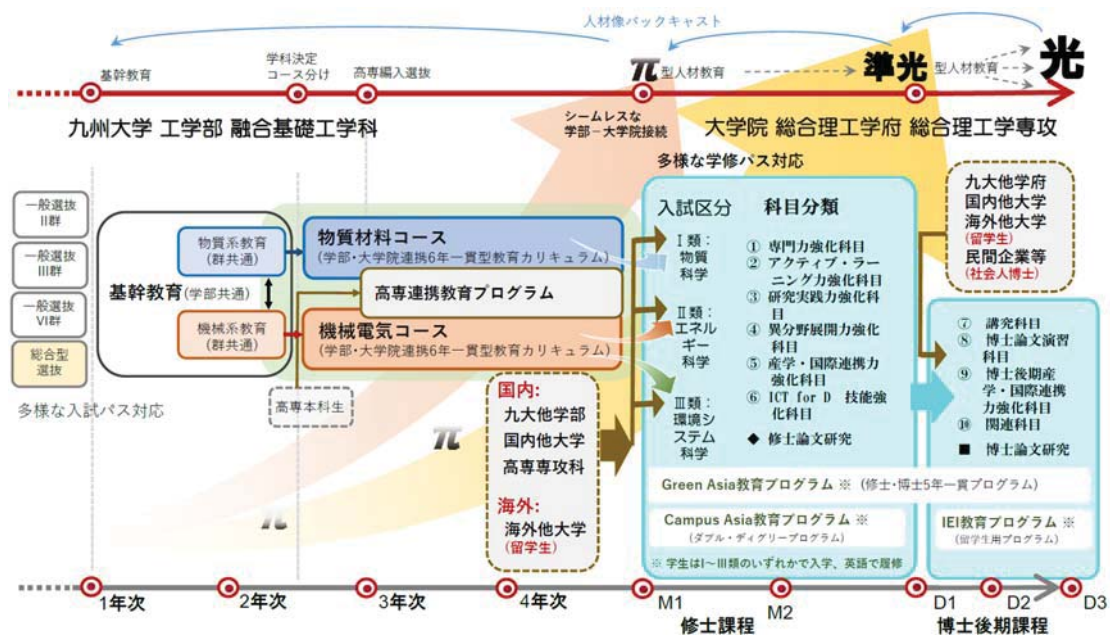 人材像バックキャスト
基幹教育
学科決定
コース分け
高専編入選抜
π型人材教育
準光型人材教育
光
九州大学 工学部 融合基礎工学科
シームレスな
学部−大学院接続
大学院 総合理工学府 総合理工学専攻
多様な学修パス対応
一般選抜
II群
一般選抜
III群
一般選抜
VI群
総合型
選抜
多様な入試パス対応
物質系教育
(群共通)
基幹教育(学部共通)
機械系教育
(群共通)
物質材料コース
(学部・大学院連携6年一貫型教育カリキュラム)
高専連携教育プログラム
機械電気コース
(学部・大学院連携6年一貫型教育カリキュラム)
高専本科生
π
π
国内:
九大他学部
国内他大学
高専専攻科
海外:
海外他大学
(留学生)
入試区分
Ⅰ類:
物質
科学
Ⅱ類:
エネル
ギー
科学
Ⅲ類:
環境シ
ステム
科学
科目分類
① 専門力強化科目
② アクティブ・ラー
ニング力強化科目
③ 研究実践力強化科
目
④ 異分野展開力強化
科目
⑤ 産学・国際連携力
強化科目
⑥ ICT for D 技能強
化科目
◆ 修士論文研究
Green Asia教育プログラム ※ (修士・博士5年一貫プログラム)
Campus Asia教育プログラム ※
(ダブル・ディグリープログラム)
※ 学生はI~III類のいずれかで入学、英語で履修
九大他学府
国内他大学
海外他大学
(留学生)
民間企業等
(社会人博士)
⑦ 講究科目
⑧ 博士論文演習
科目
⑨ 博士後期産
学・国際連携
力強化科目
⑩ 関連科目
■ 博士論文研究
IEI教育プログラム ※
(留学生用プログラム)
1年次
2年次
3年次
4年次
M1
M2
D1
D2
D3
修士課程
博士後期課程